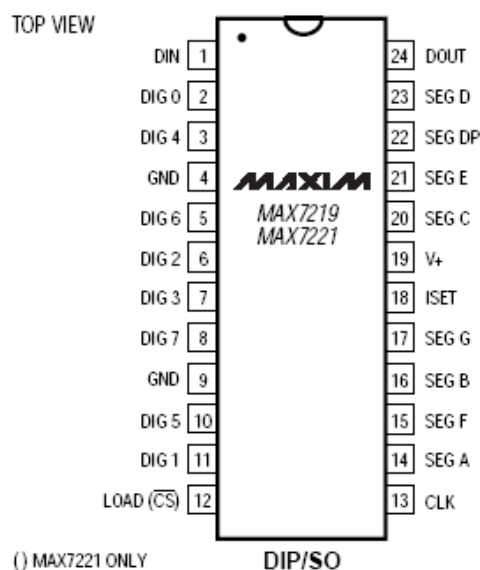 TOP VIEW
DIN 1
24 DOUT
DIG 0 2
23 SEG D
DIG 4 3
22 SEG DP
GND 4
MAXIM
21 SEG E
DIG 6 5
MAX7219
20 SEG C
MAX7221
DIG 2 6
19 V+
DIG 3 7
18 ISET
DIG 7 8
17 SEG G
GND 9
16 SEG B
DIG 5 10
15 SEG F
DIG 1 11
14 SEG A
LOAD (C̅S̅) 12
13 CLK
( ) MAX7221 ONLY
DIP/SO